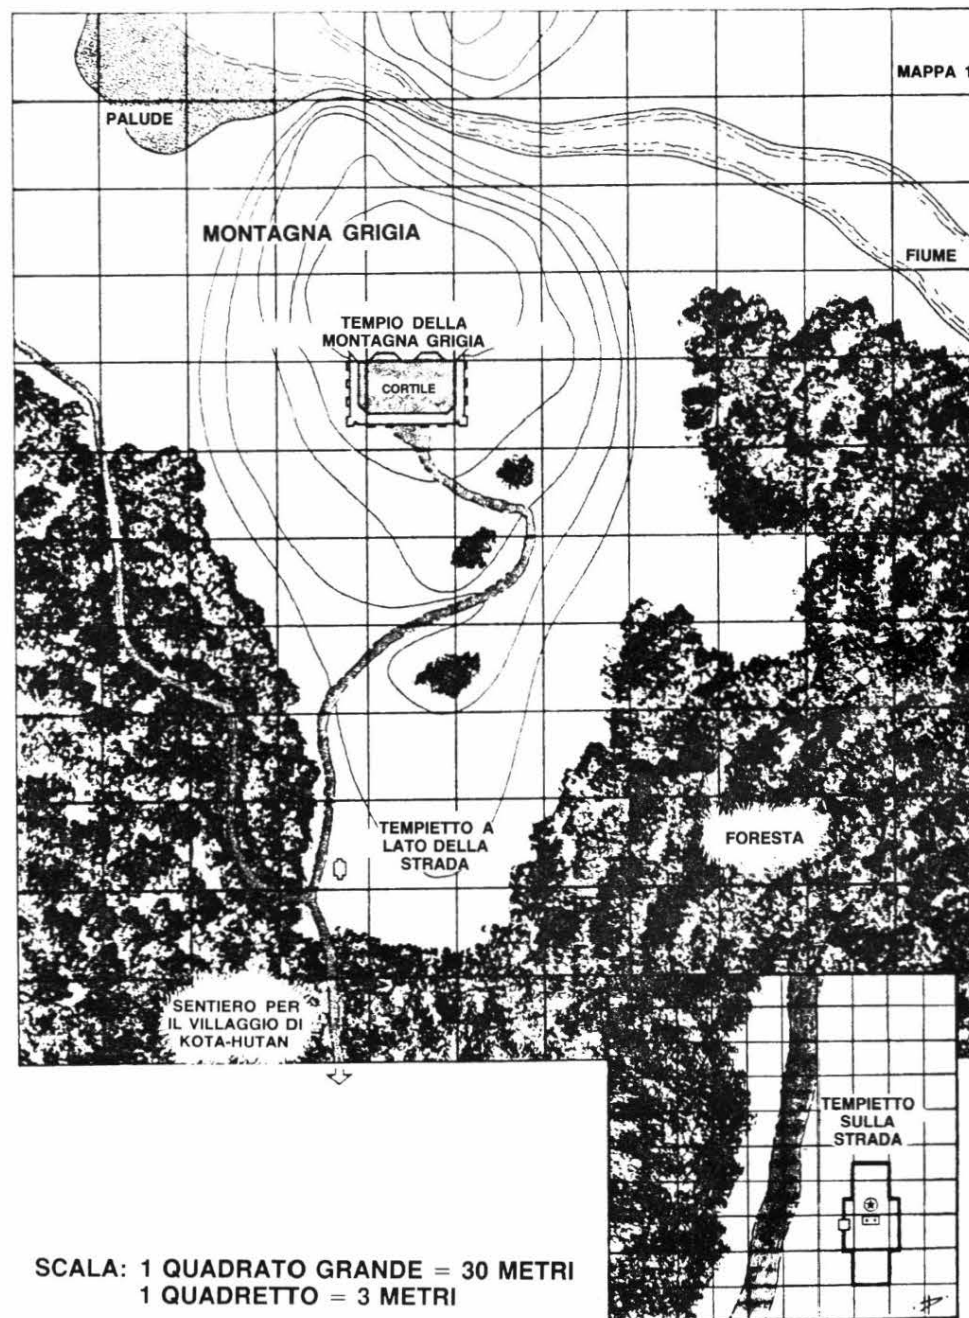 MAPPA 1
PALUDE
MONTAGNA GRIGIA
FIUME
TEMPIO DELLA
MONTAGNA GRIGIA
CORTILE
TEMPIETTO A
LATO DELLA
STRADA
FORESTA
SENTIERO PER
IL VILLAGGIO DI
KOTA-HUTAN
TEMPIETTO
SULLA
STRADA
SCALA: 1 QUADRATO GRANDE = 30 METRI
1 QUADRETTO = 3 METRI